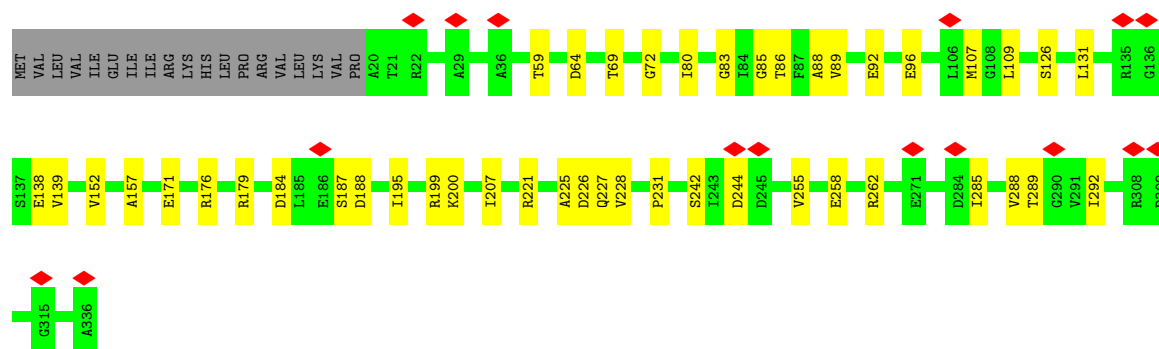 MET VAL LEU VAL ILE GLU ILE ILE ARG LYS HIS LEU PRO ARG VAL LEU LYS VAL PRO A20 T21 R22 A29 A36 T59 D64 T69 G72 I80 G83 I84 G85 T86 F87 A88 V89 E92 E96 L106 M107 G108 L109 S126 L131 R135 G136
S137 E138 V139 V152 A157 E171 R176 R179 D184 L185 E186 S187 D188 I195 R199 K200 I207 R221 A225 D226 Q227 V228 P231 S242 I243 D244 D245 V255 E258 R262 E271 D284 I285 V288 T289 G290 V291 I292 R308
G315 A336